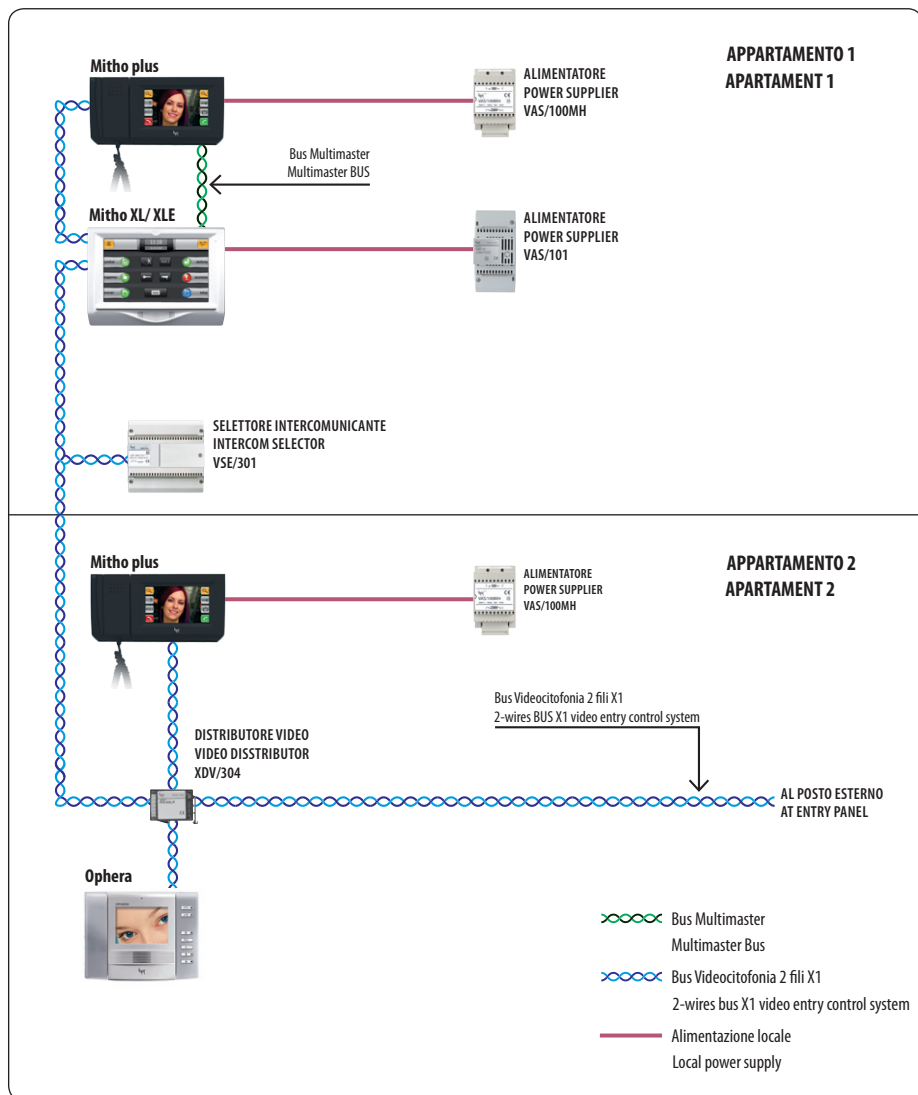 APPARTAMENTO 1
APARTAMENT 1
Mitho plus
ALIMENTATORE
POWER SUPPLIER
VAS/100MH
Bus Multimaster
Multimaster BUS
Mitho XL/ XLE
ALIMENTATORE
POWER SUPPLIER
VAS/101
SELETTORE INTERCOMUNICANTE
INTERCOM SELECTOR
VSE/301
APPARTAMENTO 2
APARTAMENT 2
Mitho plus
ALIMENTATORE
POWER SUPPLIER
VAS/100MH
Bus Videocitofonia 2 fili X1
2-wires BUS X1 video entry control system
DISTRIBUTORE VIDEO
VIDEO DISSTRIBUTOR
XDV/304
AL POSTO ESTERNO
AT ENTRY PANEL
Ophera
Bus Multimaster
Multimaster Bus
Bus Videocitofonia 2 fili X1
2-wires bus X1 video entry control system
Alimentazione locale
Local power supply